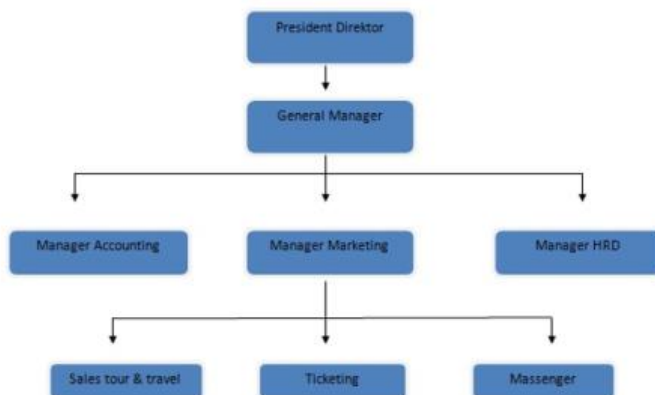 President Direktor
General Manager
Manager Accounting
Manager Marketing
Manager HRD
Sales tour & travel
Ticketing
Massenger